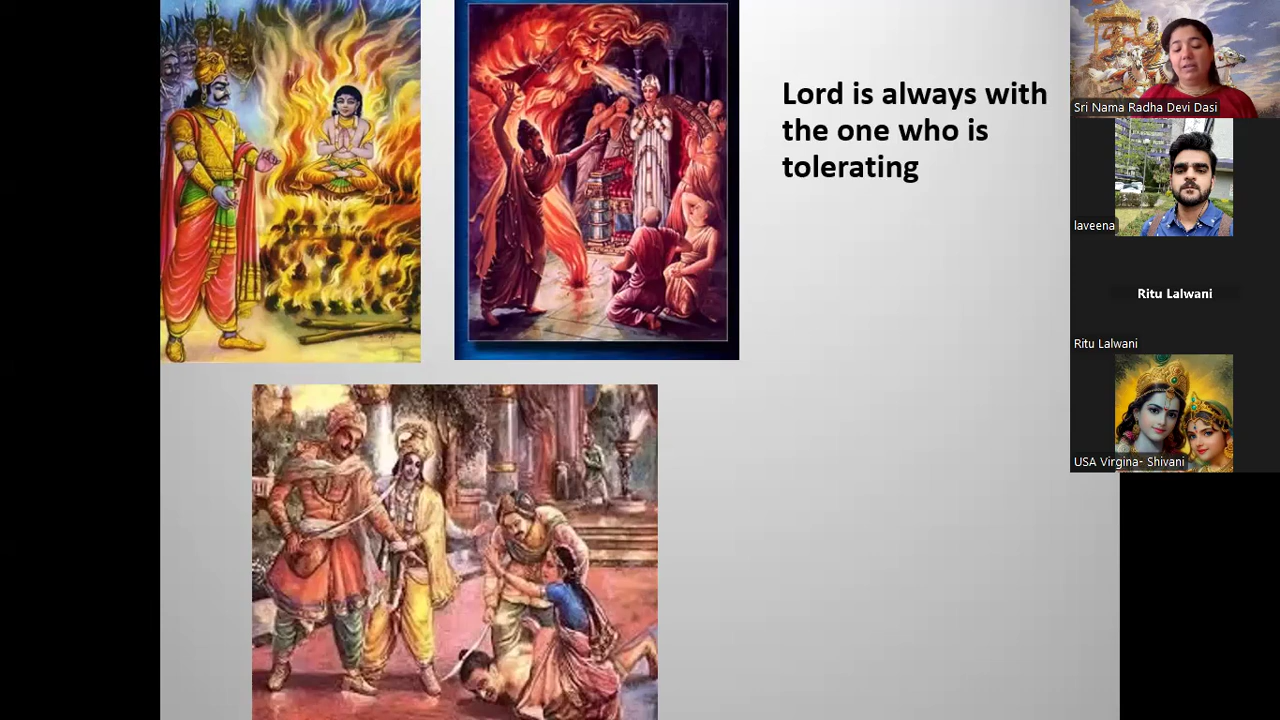 Lord is always with
the one who is
tolerating
Sri Nama Radha Devi Dasi
laveena
Ritu Lalwani
Ritu Lalwani
USA Virgina- Shivani